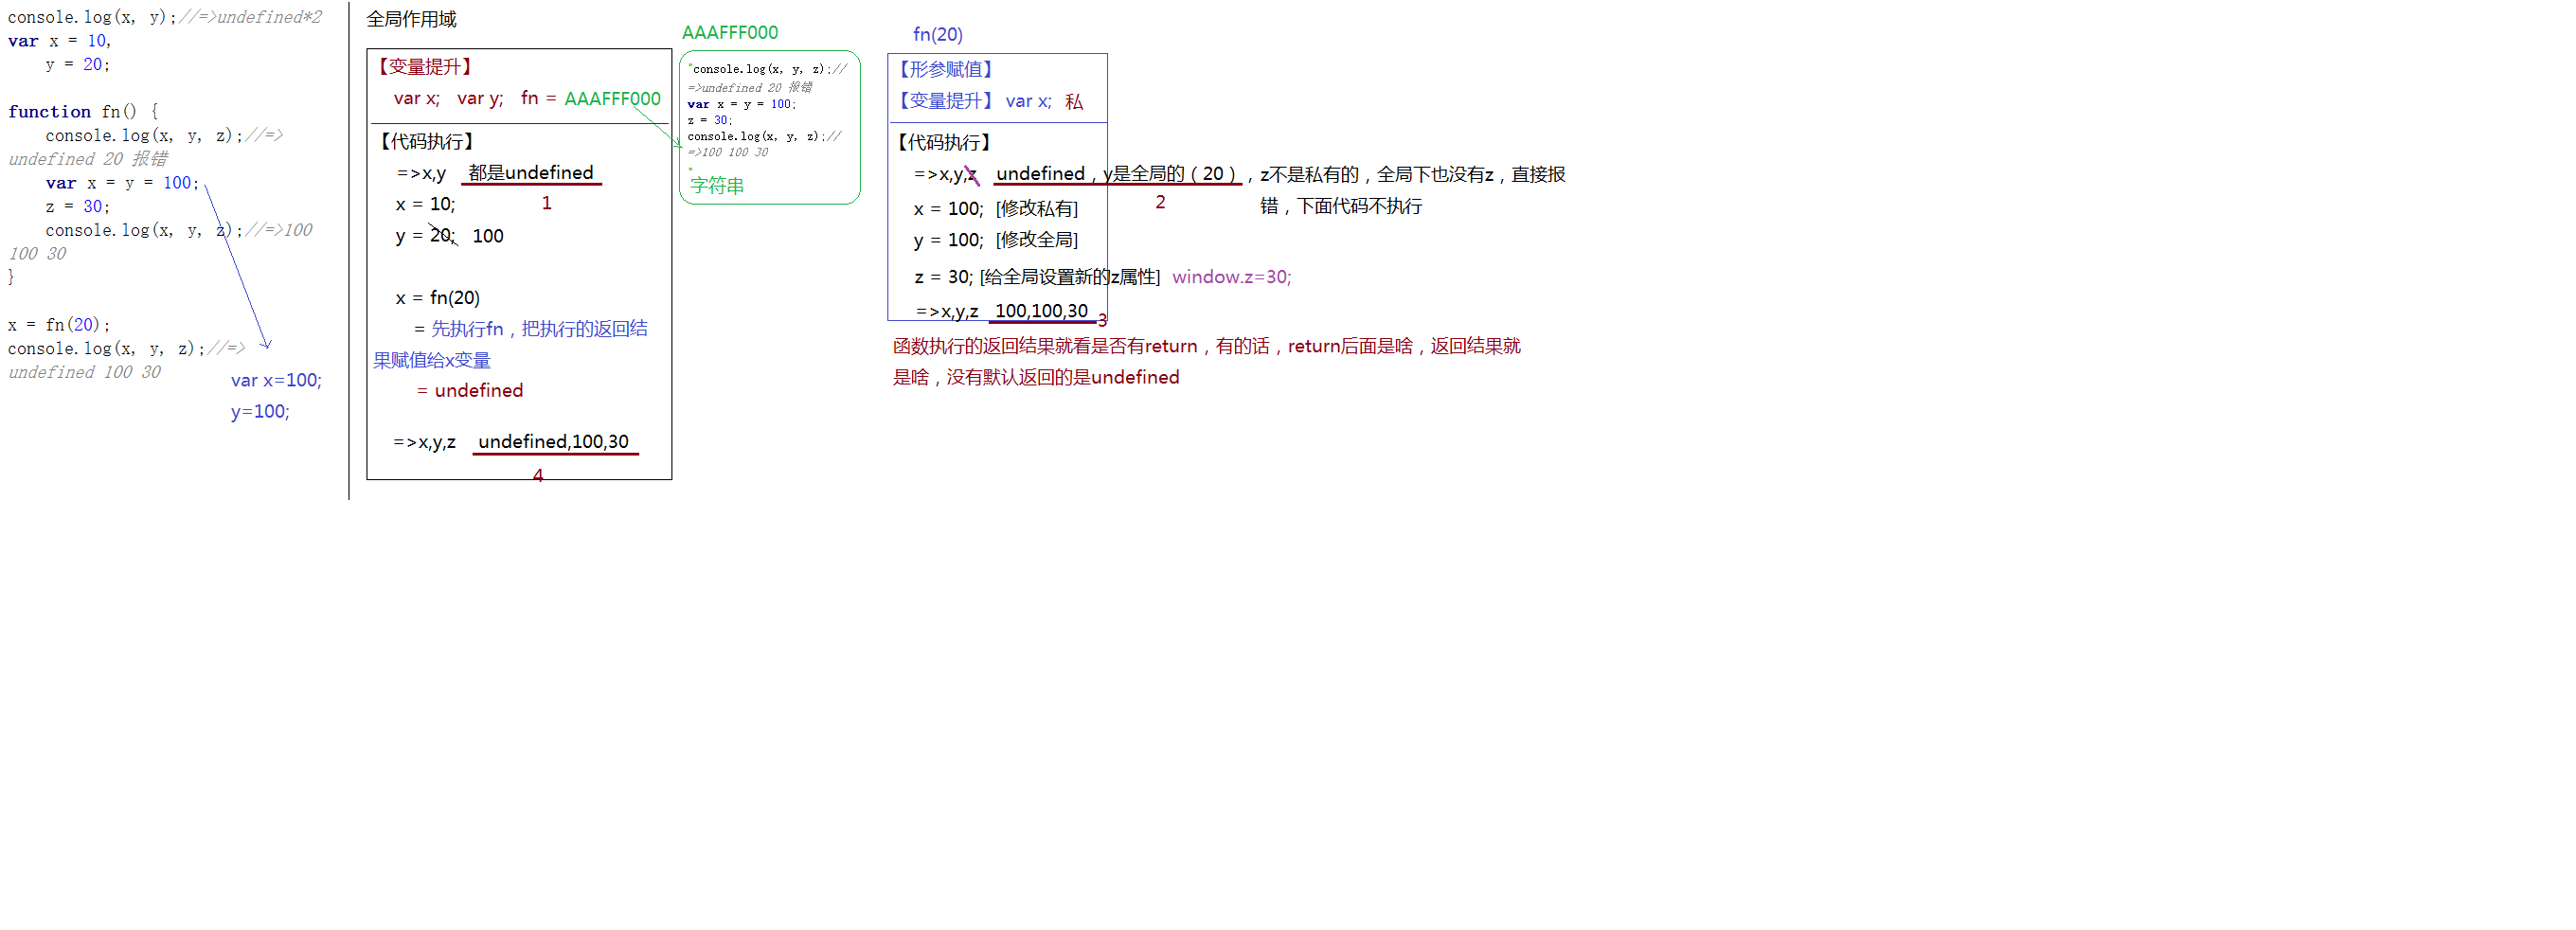 console.log(x, y);//=>undefined*2
var x = 10,
    y = 20;
function fn() {
    console.log(x, y, z);//=>
undefined 20 报错
    var x = y = 100;
    z = 30;
    console.log(x, y, z);//=>100
100 30
}
x = fn(20);
console.log(x, y, z);//=>
undefined 100 30
var x=100;
y=100;
全局作用域
【变量提升】
var x; var y; fn = AAAFFF000
【代码执行】
=>x,y 都是undefined
1
x = 10;
y = 20; 100
x = fn(20)
= 先执行fn，把执行的返回结
果赋值给x变量
= undefined
=>x,y,z undefined,100,30
4
AAAFFF000
"console.log(x, y, z);//
=>undefined 20 报错
var x = y = 100;
z = 30;
console.log(x, y, z);//
=>100 100 30
"
字符串
fn(20)
【形参赋值】
【变量提升】 var x; 私
【代码执行】
=>x,y,z undefined，y是全局的（20），z不是私有的，全局下也没有z，直接报
错，下面代码不执行
2
x = 100; [修改私有]
y = 100; [修改全局]
z = 30; [给全局设置新的z属性] window.z=30;
=>x,y,z 100,100,30
3
函数执行的返回结果就看是否有return，有的话，return后面是啥，返回结果就
是啥，没有默认返回的是undefined